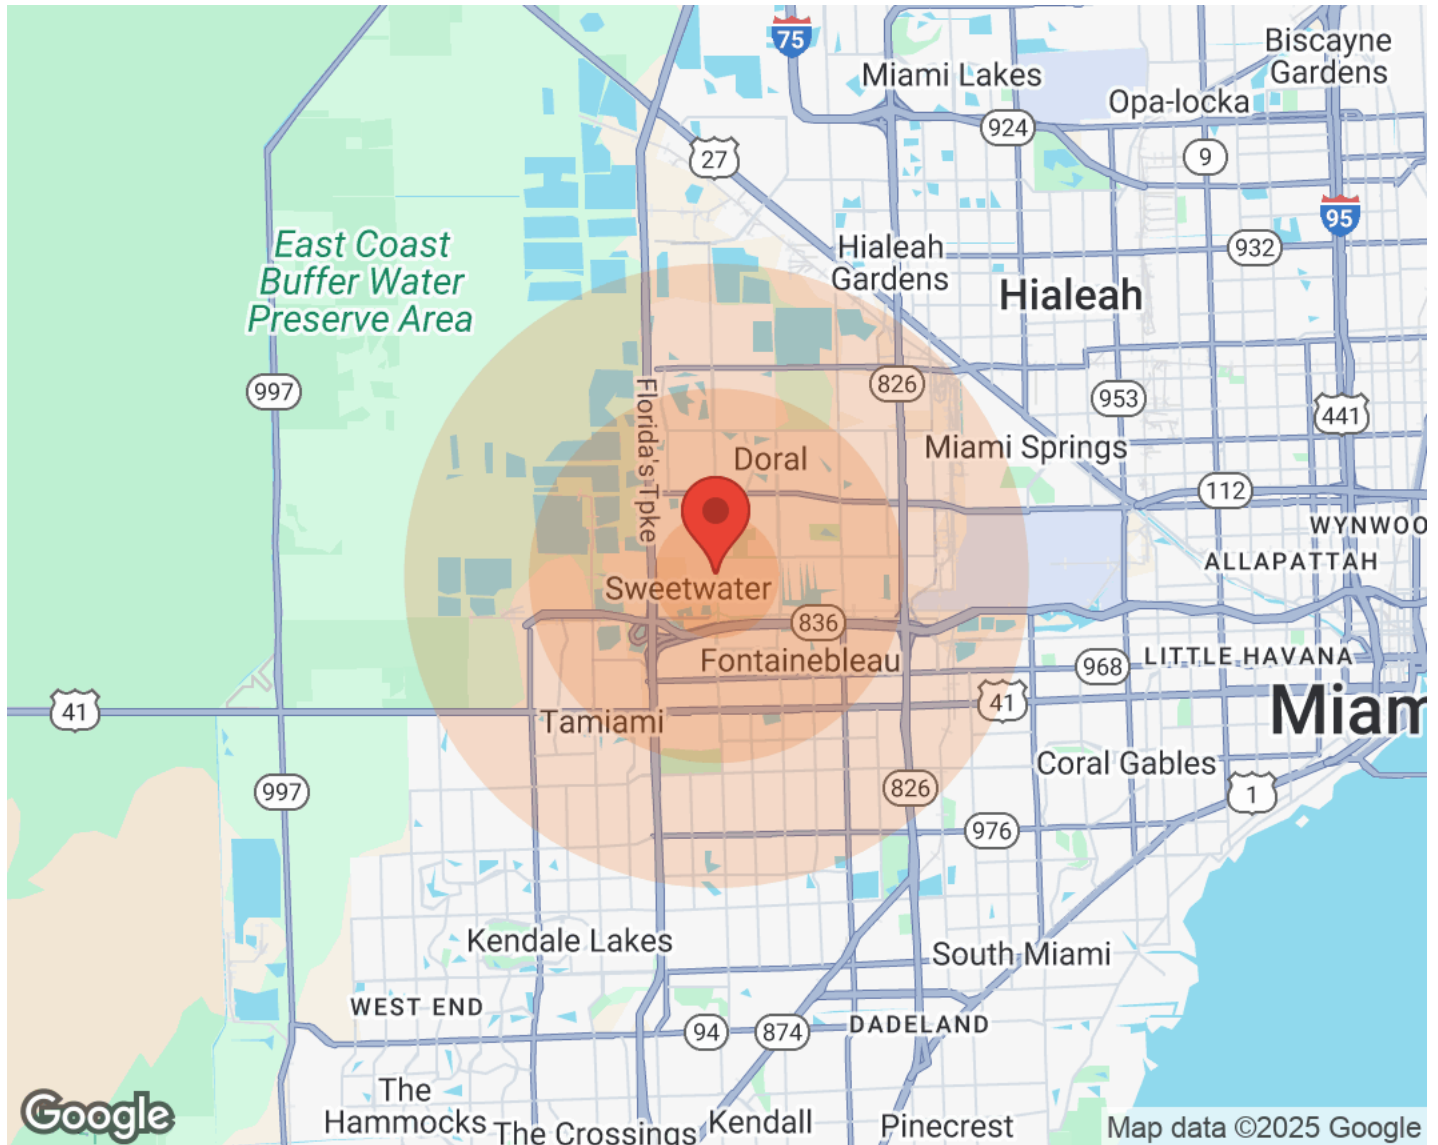 75
Biscayne
Gardens
Miami Lakes
Opa-locka
924
27
9
95
East Coast
Buffer Water
Preserve Area
932
Hialeah
Gardens
Hialeah
997
826
953
Florida's Tpke
441
Miami Springs
Doral
112
WYNWOO
ALLAPATTAH
Sweetwater
836
LITTLE HAVANA
Fontainebleau
968
41
41
Miam
Tamiami
Coral Gables
997
826
1
976
Kendale Lakes
South Miami
WEST END
94
874
DADELAND
The
Hammocks
The Crossings
Kendall
Pinecrest
Google
Map data ©2025 Google